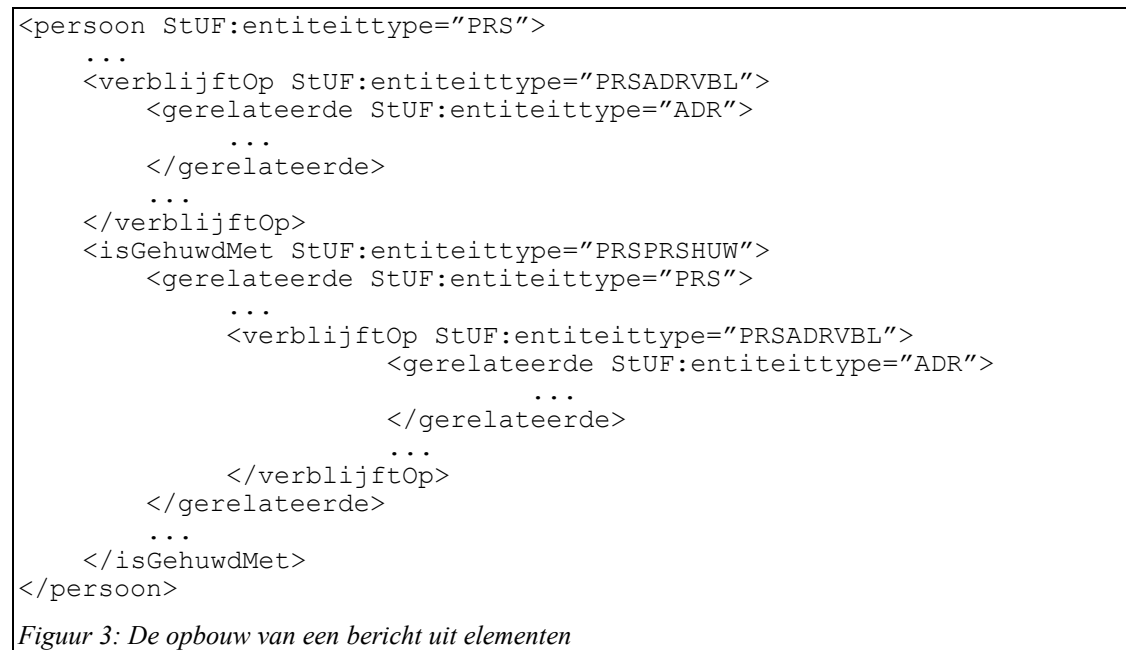 <persoon StUF:entiteittype=”PRS”>
...
<verblijftOp StUF:entiteittype=”PRSADRVBL”>
<gerelateerde StUF:entiteittype=”ADR”>
...
</gerelateerde>
...
</verblijftOp>
<isGehuwdMet StUF:entiteittype=”PRSPRSHUW”>
<gerelateerde StUF:entiteittype=”PRS”>
...
<verblijftOp StUF:entiteittype=”PRSADRVBL”>
<gerelateerde StUF:entiteittype=”ADR”>
...
</gerelateerde>
...
</verblijftOp>
</gerelateerde>
...
</isGehuwdMet>
</persoon>
Figuur 3: De opbouw van een bericht uit elementen